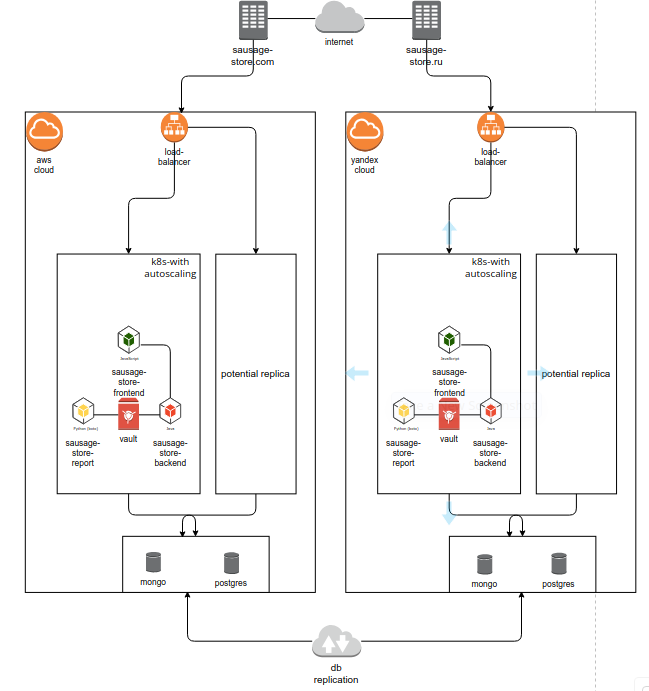 internet
sausage-
store.com
sausage-
store.ru
aws
cloud
load-
balancer
k8s-with
autoscaling
JavaScript
sausage-
store-
frontend
Python (boto)
sausage-
store-
report
vault
Java
sausage-
store-
backend
potential replica
mongo
postgres
yandex
cloud
load-
balancer
k8s-with
autoscaling
JavaScript
sausage-
store-
frontend
Python (boto)
sausage-
store-
report
vault
Java
sausage-
store-
backend
potential replica
mongo
postgres
db
replication